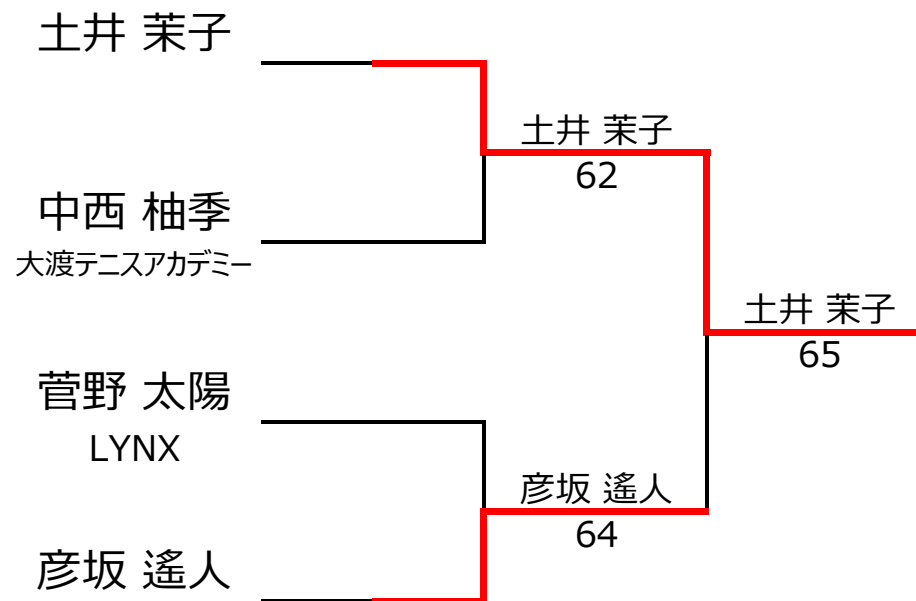 土井 茉子
土井 茉子
62
中西 柚季
大渡テニスアカデミー
土井 茉子
65
菅野 太陽
LYNX
彦坂 遙人
64
彦坂 遙人